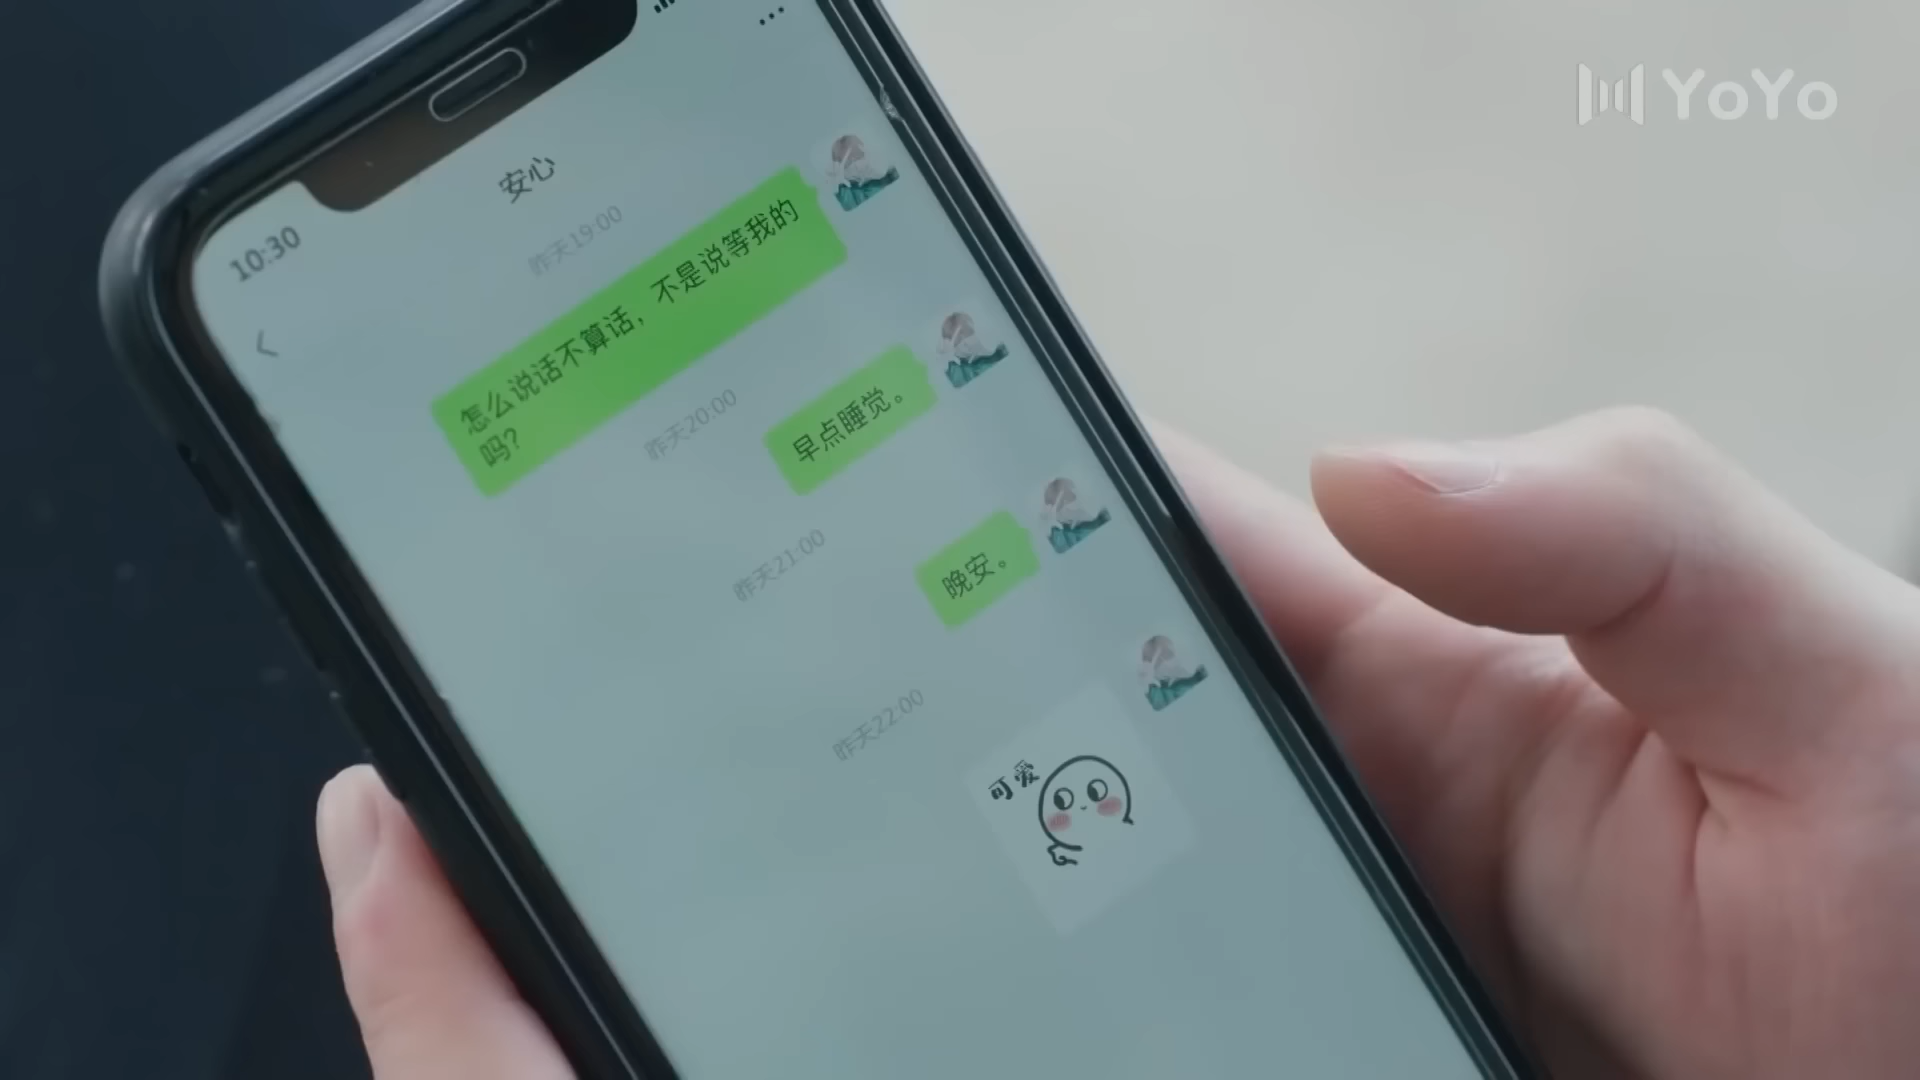 YoYo
10:30
安心
昨天19:00
怎么说话不算话，不是说等我的
吗？
昨天20:00
早点睡觉。
昨天21:00
晚安。
昨天22:00
可爱